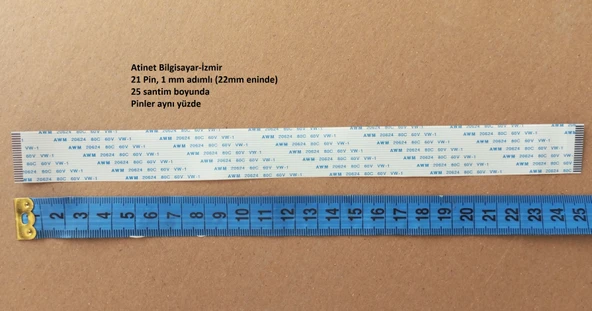 Atinet Bilgisayar-İzmir
21 Pin, 1 mm adımlı (22mm eninde)
25 santim boyunda
Pinler aynı yüzde
AWM 20624 80C 60V VW-1
2 3 4 5 6 7 8 9 10 11 12 13 14 15 16 17 18 19 20 21 22 23 24 25